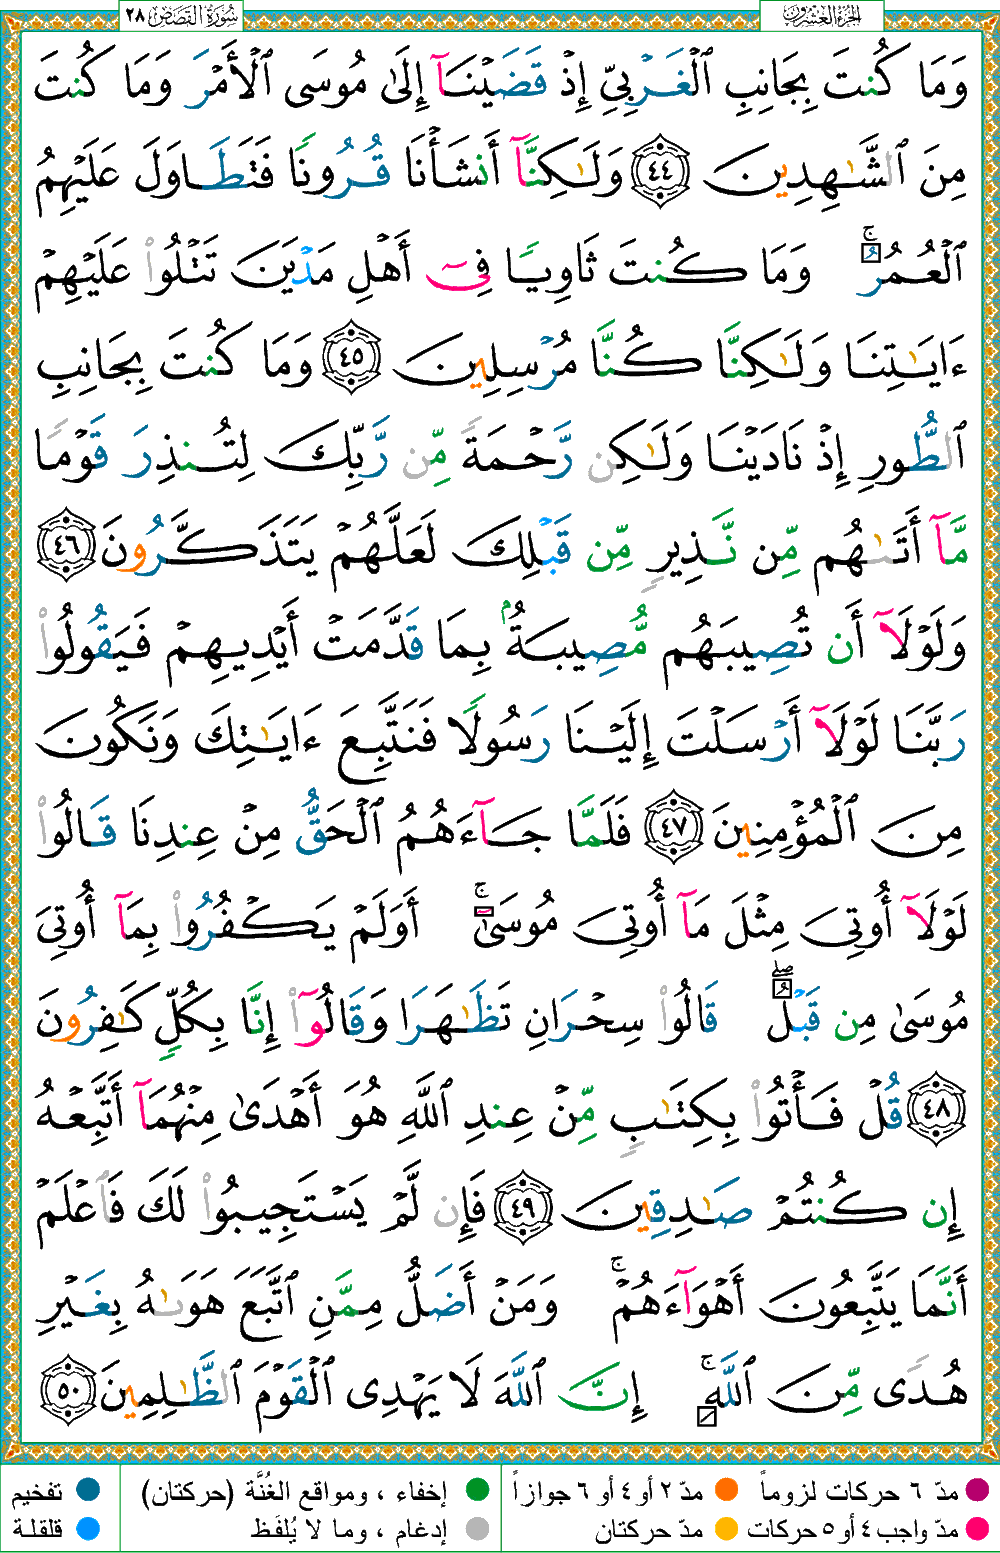 سُورَةُ القَصَصِ ٢٨
الجُزءُ العِشْرُونَ
وَمَا كُنتَ بِجَانِبِ ٱلْغَرْبِىِّ إِذْ قَضَيْنَآ إِلَىٰ مُوسَى ٱلْأَمْرَ وَمَا كُنتَ
مِنَ ٱلشَّٰهِدِينَ ٤٤ وَلَٰكِنَّآ أَنشَأْنَا قُرُونًا فَتَطَاوَلَ عَلَيْهِمُ
ٱلْعُمُرُ ۚ وَمَا كُنتَ ثَاوِيًا فِىٓ أَهْلِ مَدْيَنَ تَتْلُوا۟ عَلَيْهِمْ
ءَايَٰتِنَا وَلَٰكِنَّا كُنَّا مُرْسِلِينَ ٤٥ وَمَا كُنتَ بِجَانِبِ
ٱلطُّورِ إِذْ نَادَيْنَا وَلَٰكِن رَّحْمَةً مِّن رَّبِّكَ لِتُنذِرَ قَوْمًا
مَّآ أَتَىٰهُم مِّن نَّذِيرٍ مِّن قَبْلِكَ لَعَلَّهُمْ يَتَذَكَّرُونَ ٤٦
وَلَوْلَآ أَن تُصِيبَهُم مُّصِيبَةٌۢ بِمَا قَدَّمَتْ أَيْدِيهِمْ فَيَقُولُوا۟
رَبَّنَا لَوْلَآ أَرْسَلْتَ إِلَيْنَا رَسُولًا فَنَتَّبِعَ ءَايَٰتِكَ وَنَكُونَ
مِنَ ٱلْمُؤْمِنِينَ ٤٧ فَلَمَّا جَآءَهُمُ ٱلْحَقُّ مِنْ عِندِنَا قَالُوا۟
لَوْلَآ أُوتِىَ مِثْلَ مَآ أُوتِىَ مُوسَىٰٓ ۚ أَوَلَمْ يَكْفُرُوا۟ بِمَآ أُوتِىَ
مُوسَىٰ مِن قَبْلُ ۖ قَالُوا۟ سِحْرَانِ تَظَٰهَرَا وَقَالُوٓا۟ إِنَّا بِكُلٍّ كَٰفِرُونَ
٤٨ قُلْ فَأْتُوا۟ بِكِتَٰبٍ مِّنْ عِندِ ٱللَّهِ هُوَ أَهْدَىٰ مِنْهُمَآ أَتَّبِعْهُ
إِن كُنتُمْ صَٰدِقِينَ ٤٩ فَإِن لَّمْ يَسْتَجِيبُوا۟ لَكَ فَٱعْلَمْ
أَنَّمَا يَتَّبِعُونَ أَهْوَآءَهُمْ ۚ وَمَنْ أَضَلُّ مِمَّنِ ٱتَّبَعَ هَوَىٰهُ بِغَيْرِ
هُدًى مِّنَ ٱللَّهِ ۚ إِنَّ ٱللَّهَ لَا يَهْدِى ٱلْقَوْمَ ٱلظَّٰلِمِينَ ٥٠
مدّ ٦ حركات لزوماً مدّ ٢ أو ٤ أو ٦ جوازاً إخفاء ، ومواقع الغُنَّة (حركتان) تفخيم
مدّ واجب ٤ أو ٥ حركات مدّ حركتان إدغام ، وما لا يُلفَظ قلقلة